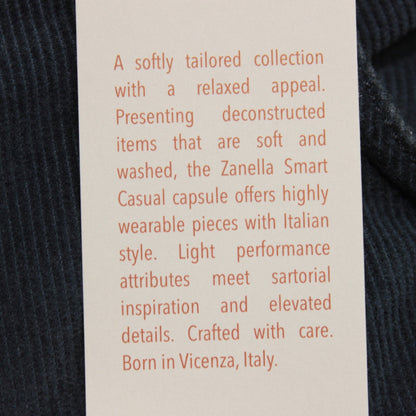 A softly tailored collection
with a relaxed appeal.
Presenting deconstructed
items that are soft and
washed, the Zanella Smart
Casual capsule offers highly
wearable pieces with Italian
style. Light performance
attributes meet sartorial
inspiration and elevated
details. Crafted with care.
Born in Vicenza, Italy.